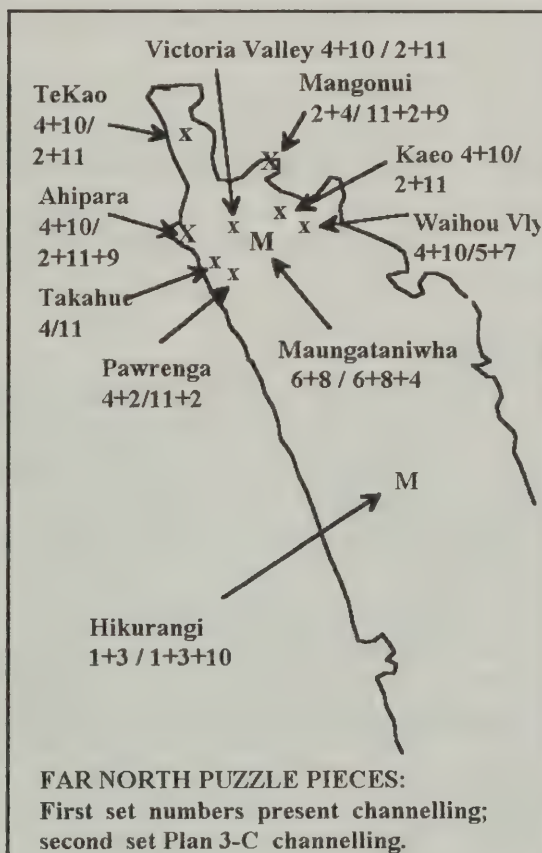 Victoria Valley 4+10 / 2+11
TeKao
4+10/
2+11
x
Mangonui
2+4/ 11+2+9
X
Kaeo 4+10/
2+11
x
Ahipara
4+10/
2+11+9
X
x
M
x
Waihou Vly
4+10/5+7
Takahue
4/11
x
x
Pawrenga
4+2/11+2
Maungataniwha
6+8 / 6+8+4
M
Hikurangi
1+3 / 1+3+10
FAR NORTH PUZZLE PIECES:
First set numbers present channelling;
second set Plan 3-C channelling.